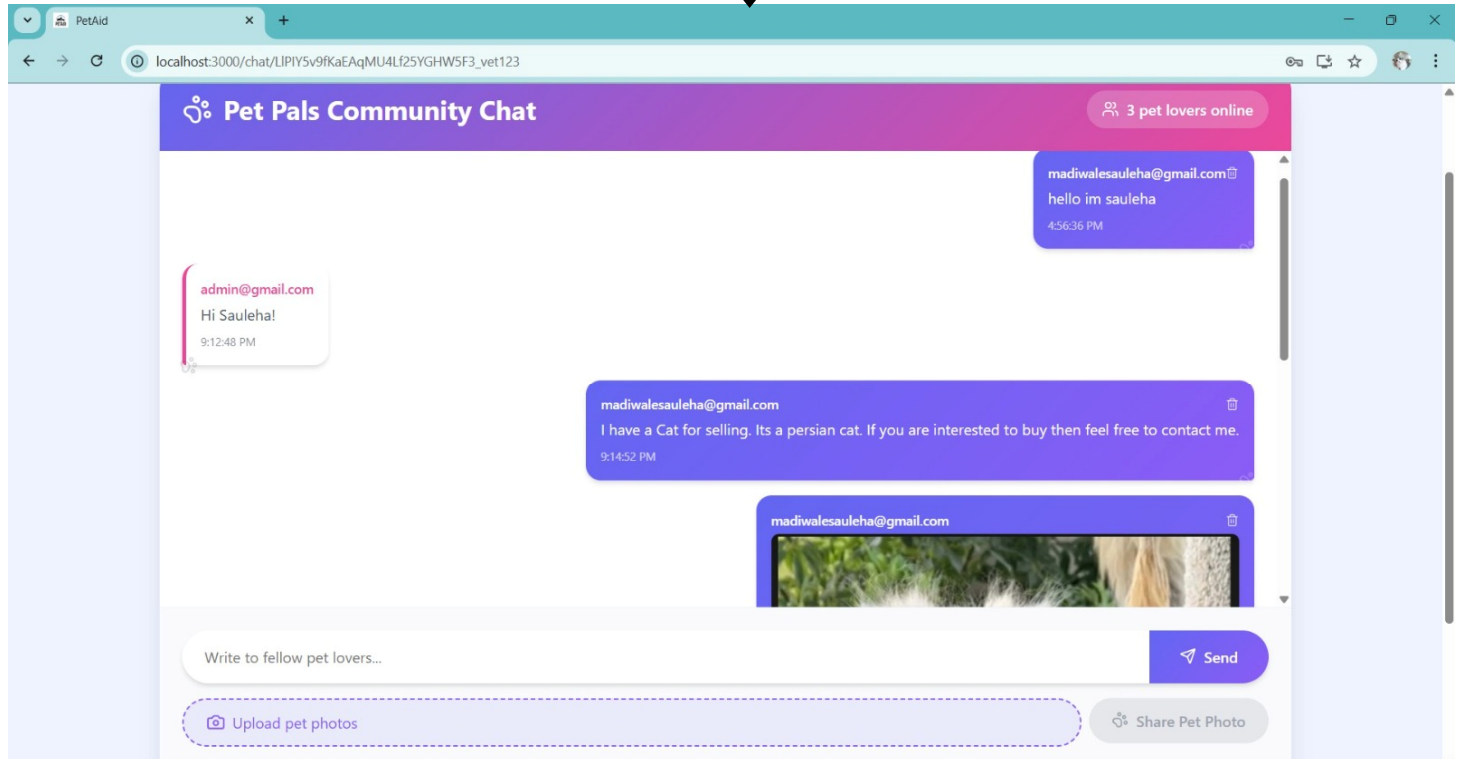 PetAid
localhost:3000/chat/LlPIY5v9fKaEAqMU4Lf25YGHW5F3_vet123
Pet Pals Community Chat
3 pet lovers online
madiwalesauleha@gmail.com
hello im sauleha
4:56:36 PM
admin@gmail.com
Hi Sauleha!
9:12:48 PM
madiwalesauleha@gmail.com
I have a Cat for selling. Its a persian cat. If you are interested to buy then feel free to contact me.
9:14:52 PM
madiwalesauleha@gmail.com
Write to fellow pet lovers...
Send
Upload pet photos
Share Pet Photo